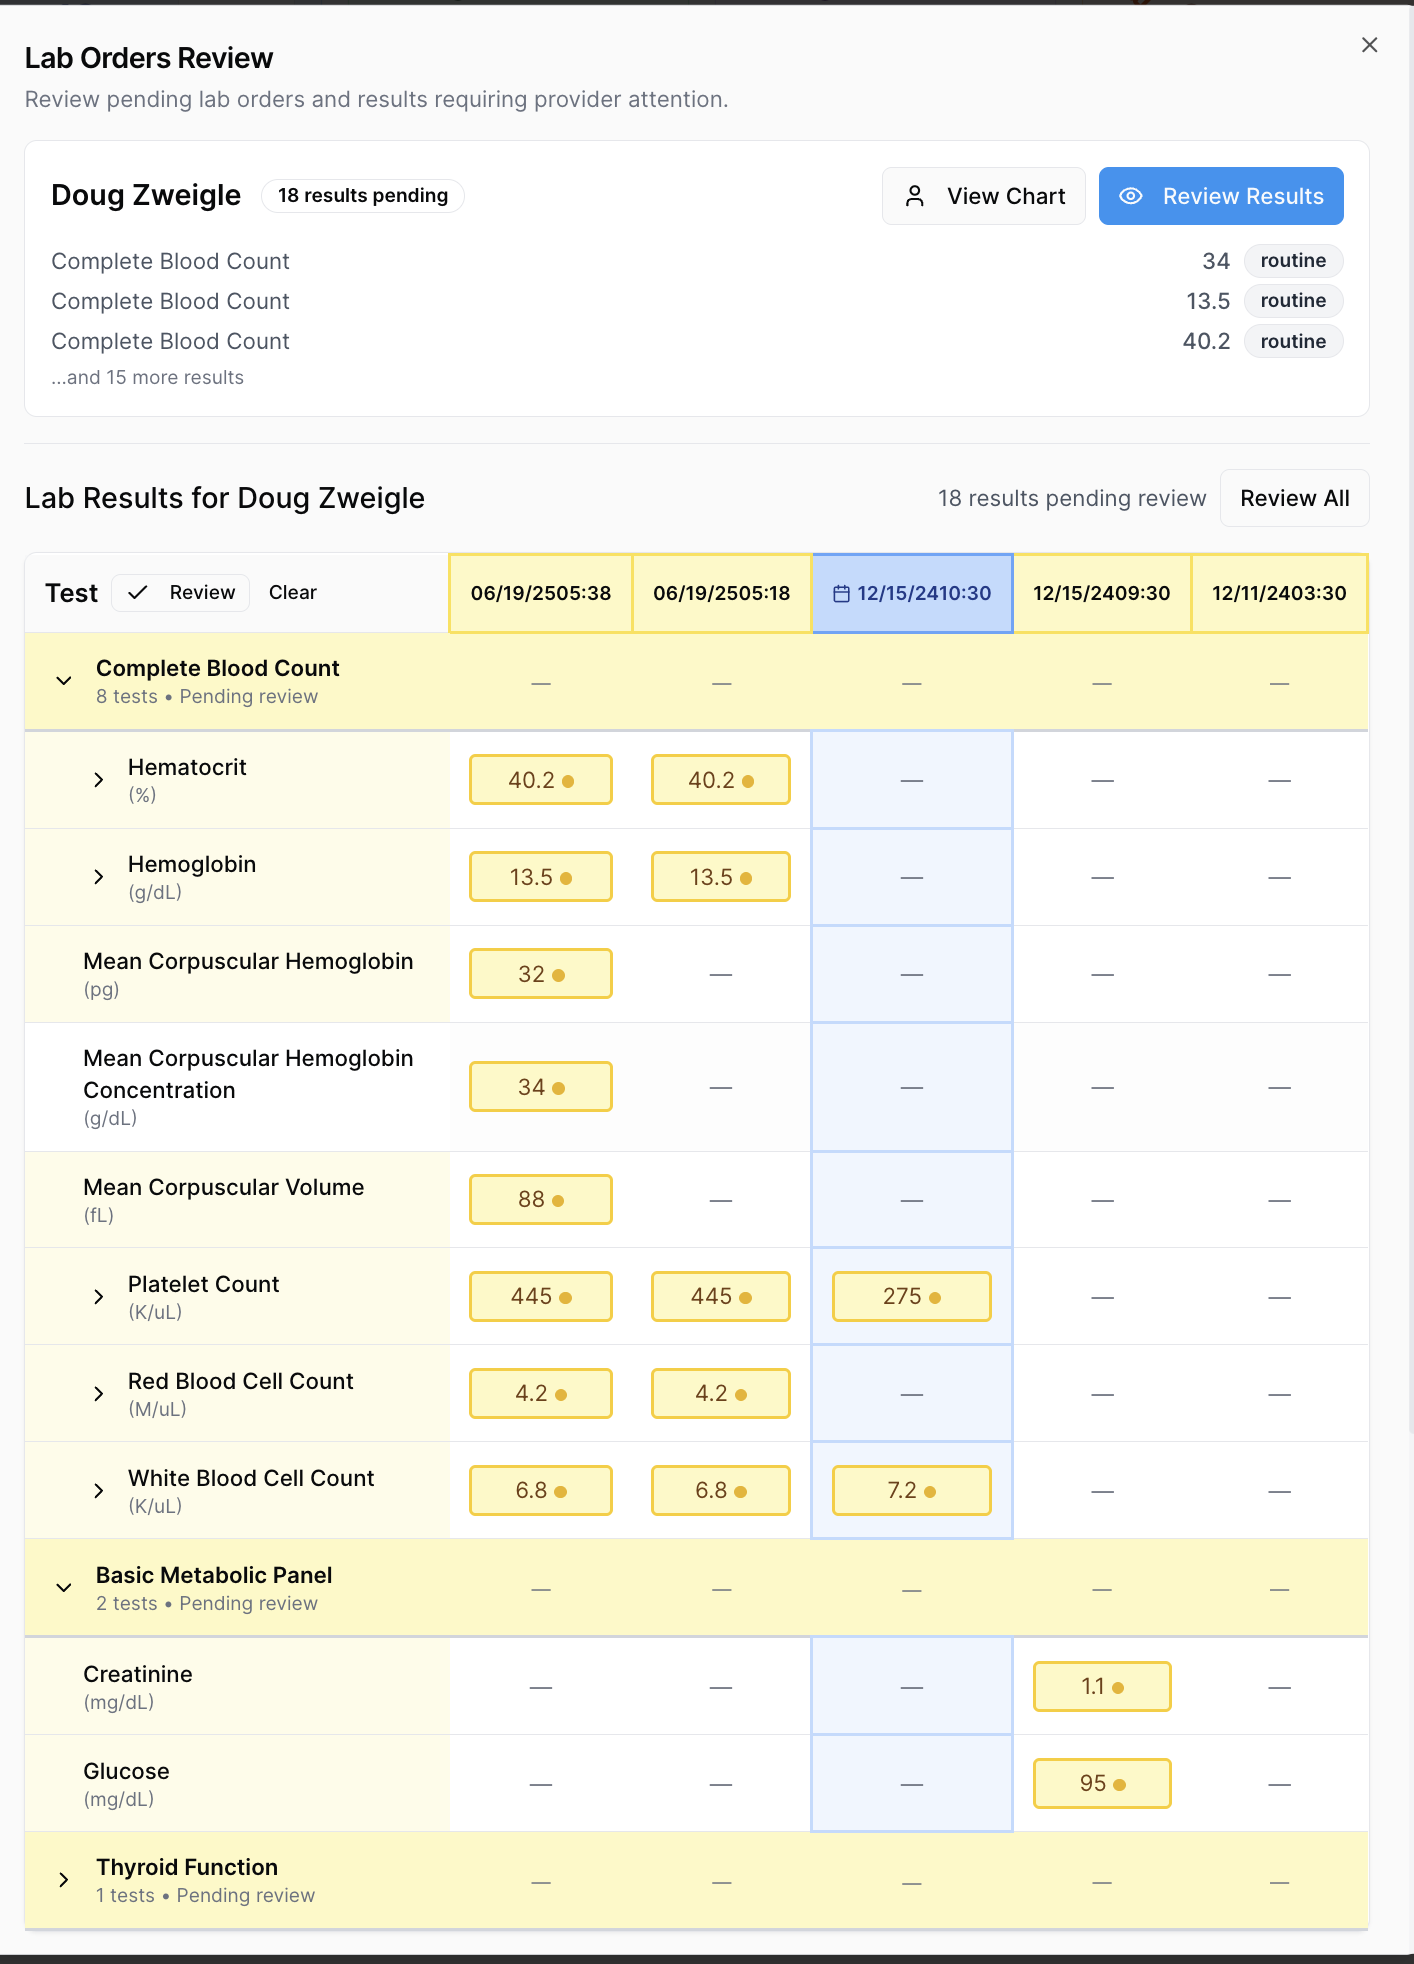 Lab Orders Review
Review pending lab orders and results requiring provider attention.
Doug Zweigle 18 results pending View Chart Review Results
Complete Blood Count 34 routine
Complete Blood Count 13.5 routine
Complete Blood Count 40.2 routine
...and 15 more results
Lab Results for Doug Zweigle 18 results pending review Review All
Test Review Clear 06/19/2505:38 06/19/2505:18 12/15/2410:30 12/15/2409:30 12/11/2403:30
Complete Blood Count
8 tests • Pending review — — — — —
Hematocrit
(%) 40.2 40.2 — — —
Hemoglobin
(g/dL) 13.5 13.5 — — —
Mean Corpuscular Hemoglobin
(pg) 32 — — — —
Mean Corpuscular Hemoglobin
Concentration 34 — — — —
(g/dL)
Mean Corpuscular Volume
(fL) 88 — — — —
Platelet Count
(K/uL) 445 445 275 — —
Red Blood Cell Count
(M/uL) 4.2 4.2 — — —
White Blood Cell Count
(K/uL) 6.8 6.8 7.2 — —
Basic Metabolic Panel
2 tests • Pending review — — — — —
Creatinine
(mg/dL) — — — 1.1 —
Glucose
(mg/dL) — — — 95 —
Thyroid Function
1 tests • Pending review — — — — —